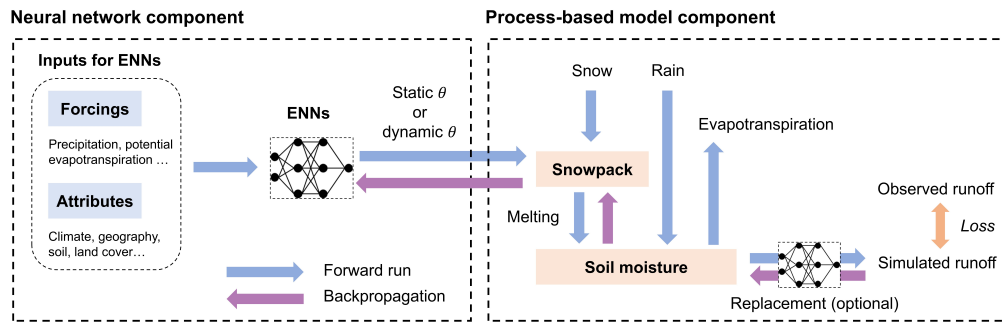 Neural network component
Inputs for ENNs
Forcings
Precipitation, potential
evapotranspiration ...
Attributes
Climate, geography,
soil, land cover...
ENNs
Static θ
or
dynamic θ
Forward run
Backpropagation
Process-based model component
Snow
Rain
Evapotranspiration
Snowpack
Melting
Soil moisture
Observed runoff
Loss
Simulated runoff
Replacement (optional)